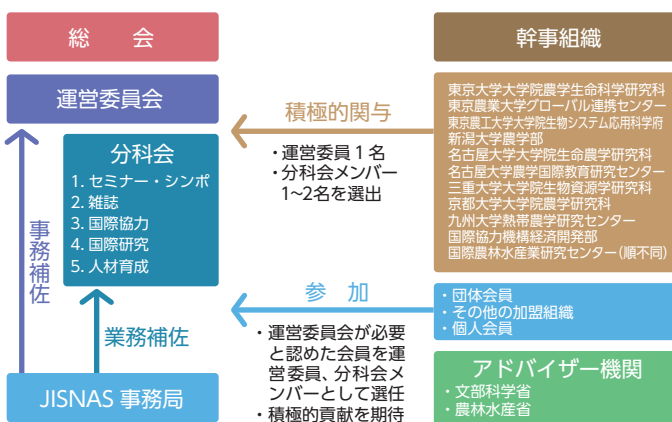 総 会
運営委員会
分科会
1. セミナー・シンポ
2. 雑誌
3. 国際協力
4. 国際研究
5. 人材育成
事務補佐
業務補佐
JISNAS 事務局
積極的関与
・運営委員 1 名
・分科会メンバー
1~2名を選出
参 加
・運営委員会が必要
と認めた会員を運
営委員、分科会メ
ンバーとして選任
・積極的貢献を期待
幹事組織
東京大学大学院農学生命科学研究科
東京農業大学グローバル連携センター
東京農工大学大学院生物システム応用科学府
新潟大学農学部
名古屋大学大学院生命農学研究科
名古屋大学農学国際教育研究センター
三重大学大学院生物資源学研究科
京都大学大学院農学研究科
九州大学熱帯農学研究センター
国際協力機構経済開発部
国際農林水産業研究センター(順不同)
・団体会員
・その他の加盟組織
・個人会員
アドバイザー機関
・文部科学省
・農林水産省